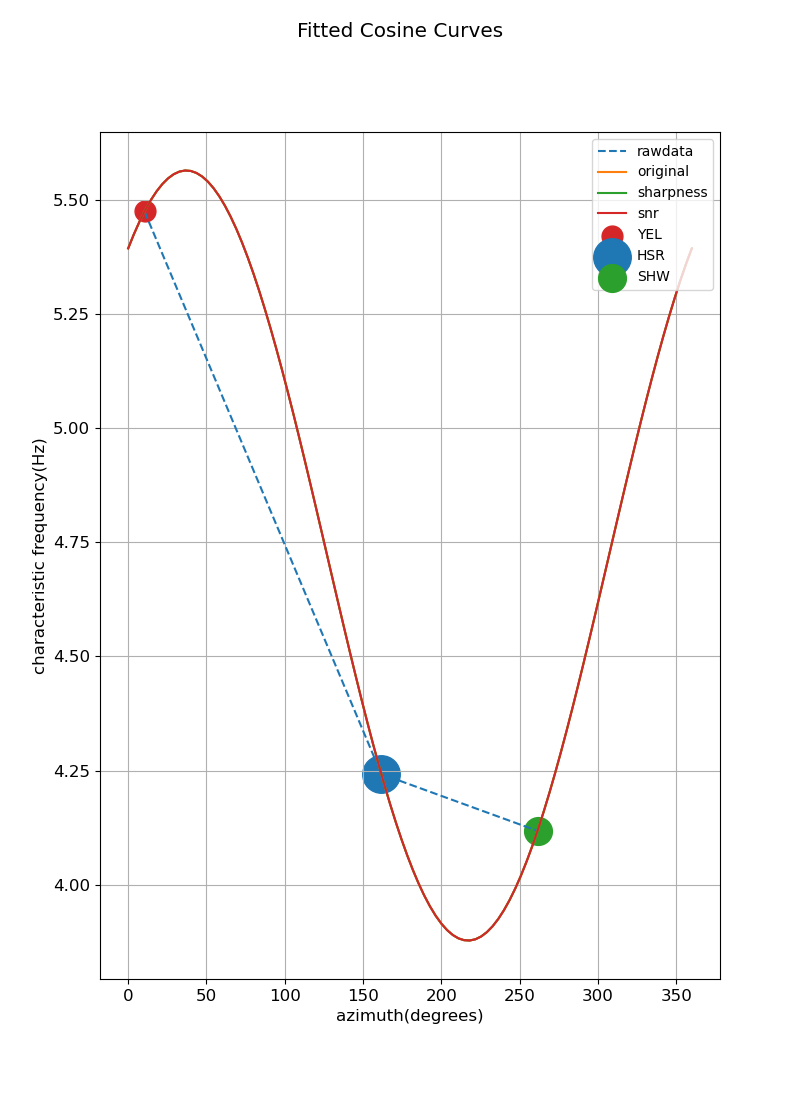 Fitted Cosine Curves
rawdata
original
sharpness
snr
YEL
HSR
SHW
5.50
5.25
5.00
4.75
4.50
4.25
4.00
characteristic frequency(Hz)
0 50 100 150 200 250 300 350
azimuth(degrees)